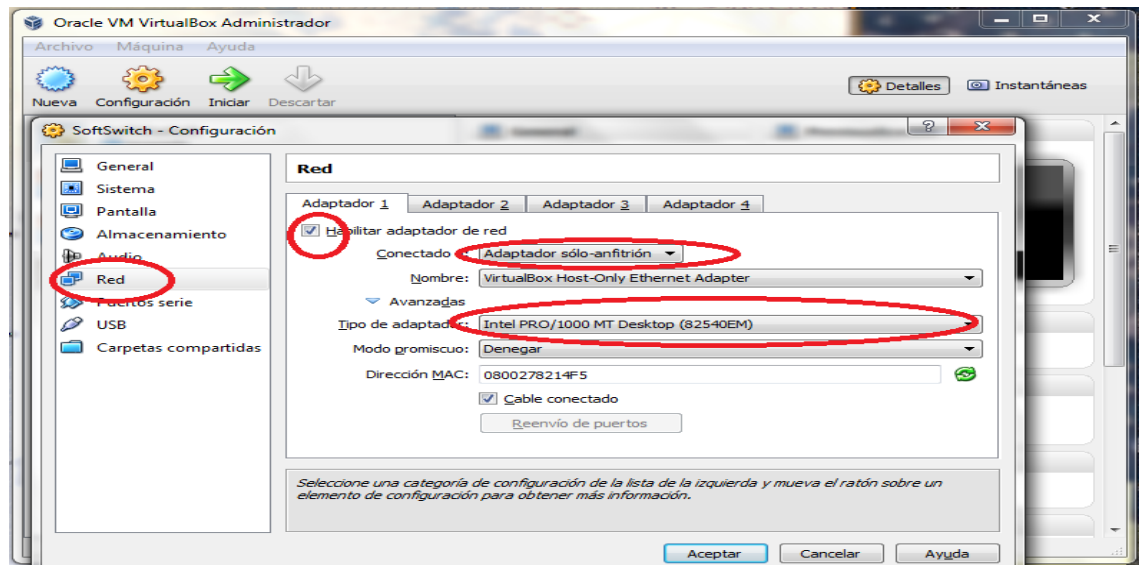 Oracle VM VirtualBox Administrador
Archivo Máquina Ayuda
Nueva Configuración Iniciar Descartar
Detalles Instantáneas
SoftSwitch - Configuración
General
Sistema
Pantalla
Almacenamiento
Audio
Red
Puertos serie
USB
Carpetas compartidas
Red
Adaptador 1 Adaptador 2 Adaptador 3 Adaptador 4
Habilitar adaptador de red
Conectado a: Adaptador sólo-anfitrión
Nombre: VirtualBox Host-Only Ethernet Adapter
Avanzadas
Tipo de adaptador: Intel PRO/1000 MT Desktop (82540EM)
Modo promiscuo: Denegar
Dirección MAC: 0800278214F5
Cable conectado
Reenvío de puertos
Seleccione una categoría de configuración de la lista de la izquierda y mueva el ratón sobre un
elemento de configuración para obtener más información.
Aceptar Cancelar Ayuda